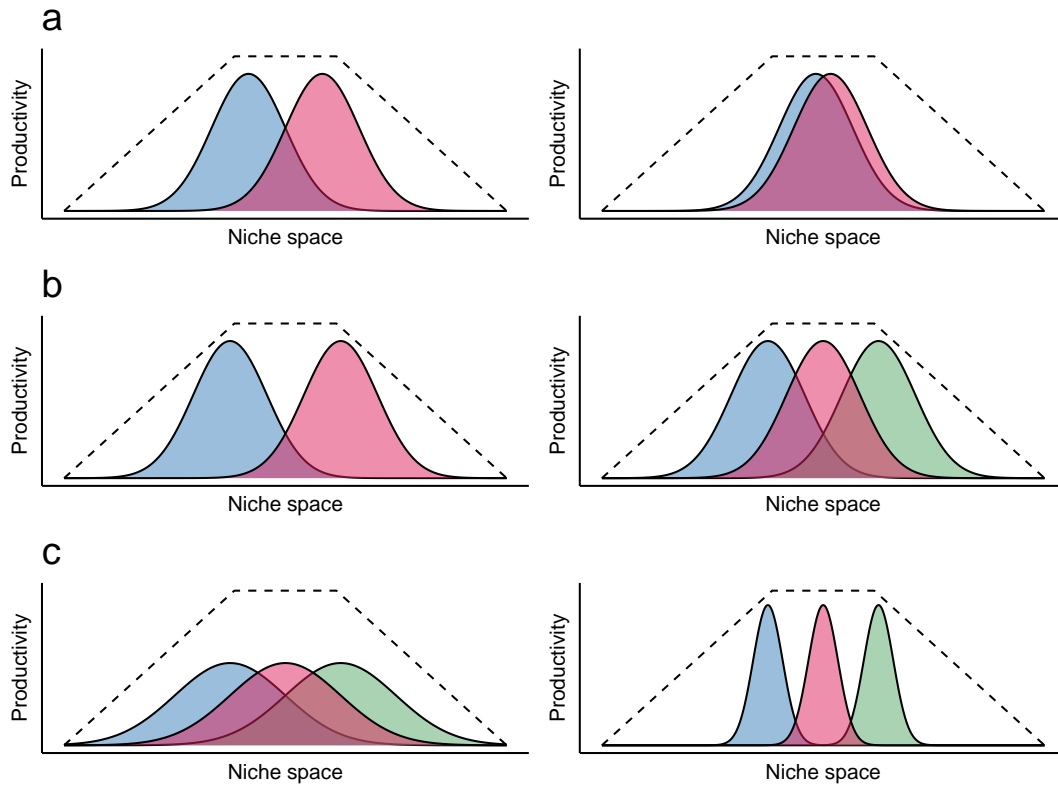 a
Productivity
Niche space
Productivity
Niche space
b
Productivity
Niche space
Productivity
Niche space
c
Productivity
Niche space
Productivity
Niche space